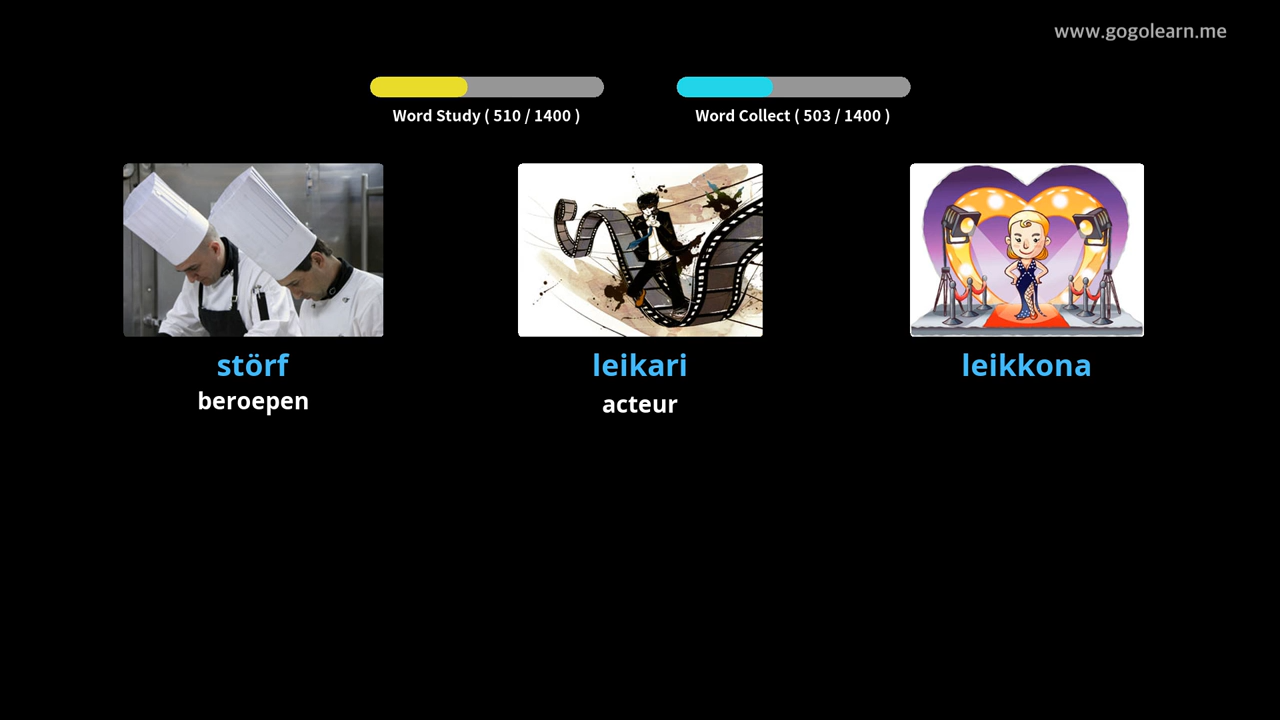 www.gogolearn.me
Word Study ( 510 / 1400 )
Word Collect ( 503 / 1400 )
störf
leikari
leikkona
beroepen
acteur